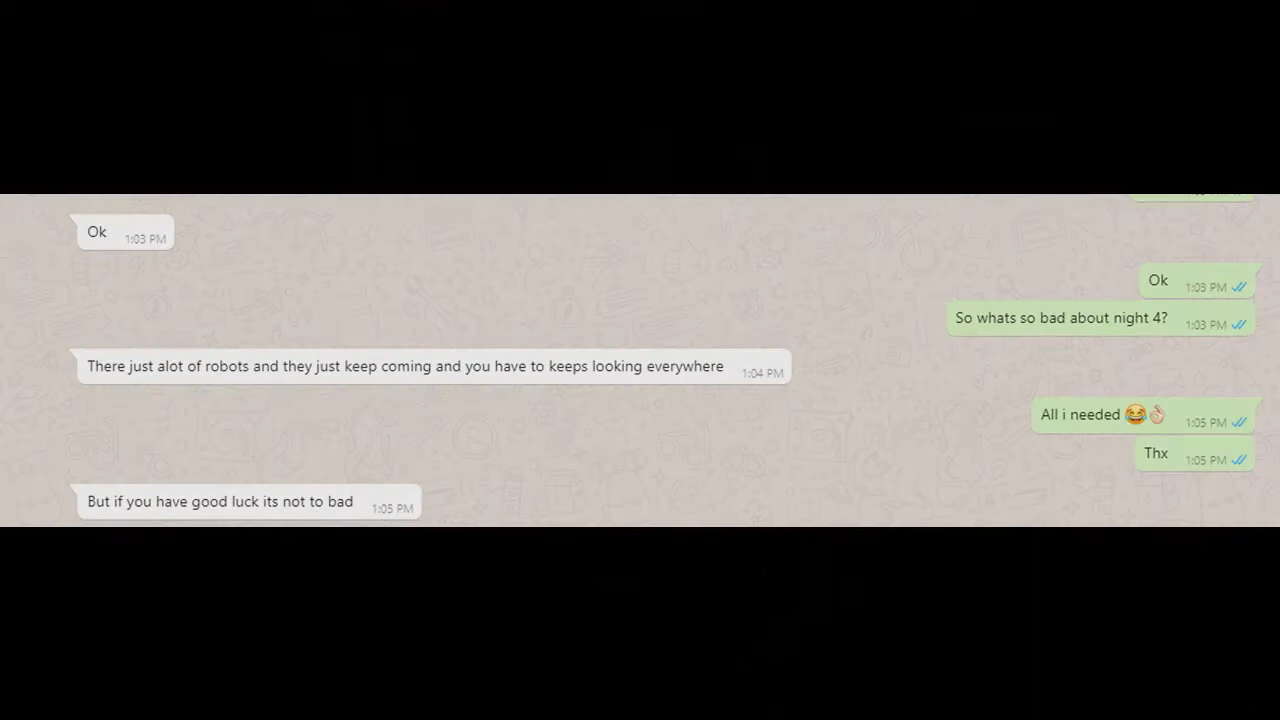 Ok 1:03 PM
Ok 1:03 PM
So whats so bad about night 4? 1:03 PM
There just alot of robots and they just keep coming and you have to keeps looking everywhere 1:04 PM
All i needed 😂👌🏻 1:05 PM
Thx 1:05 PM
But if you have good luck its not to bad 1:05 PM